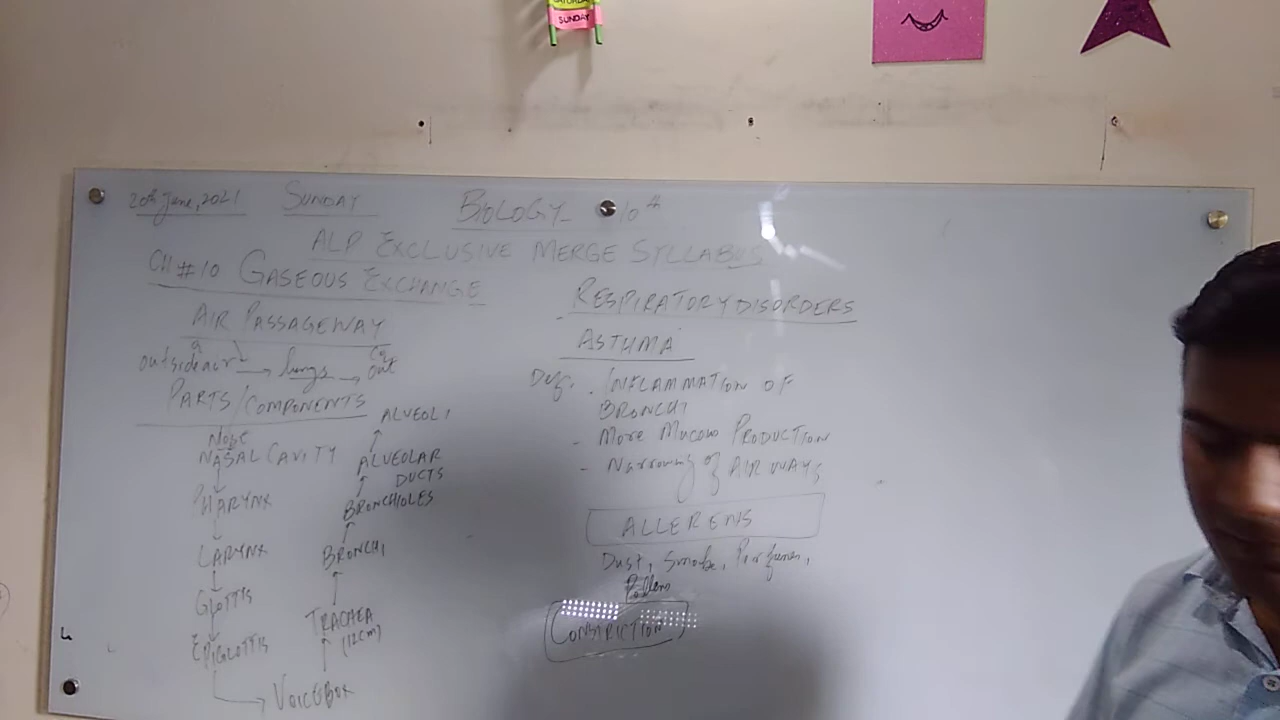 SATURDAY
SUNDAY
20th June, 2021 SUNDAY BIOLOGY 10th
ALP EXCLUSIVE MERGE SYLLABUS
CH#10 GASEOUS EXCHANGE
AIR PASSAGEWAY
outside air → lungs → out
PARTS/COMPONENTS
NOSE
NASAL CAVITY
PHARYNX
LARYNX
GLOTTIS
EPIGLOTTIS
VOICEBOX
TRACHEA
(12cm)
BRONCHI
BRONCHIOLES
ALVEOLAR
DUCTS
ALVEOLI
RESPIRATORY DISORDERS
ASTHMA
Def: . INFLAMMATION OF
BRONCHI
- More Mucous PRODUCTION
- Narrowing of AIR WAYS
ALLERENS
Dust, Smoke, Perfumes,
Pollens
CONSTRICTION